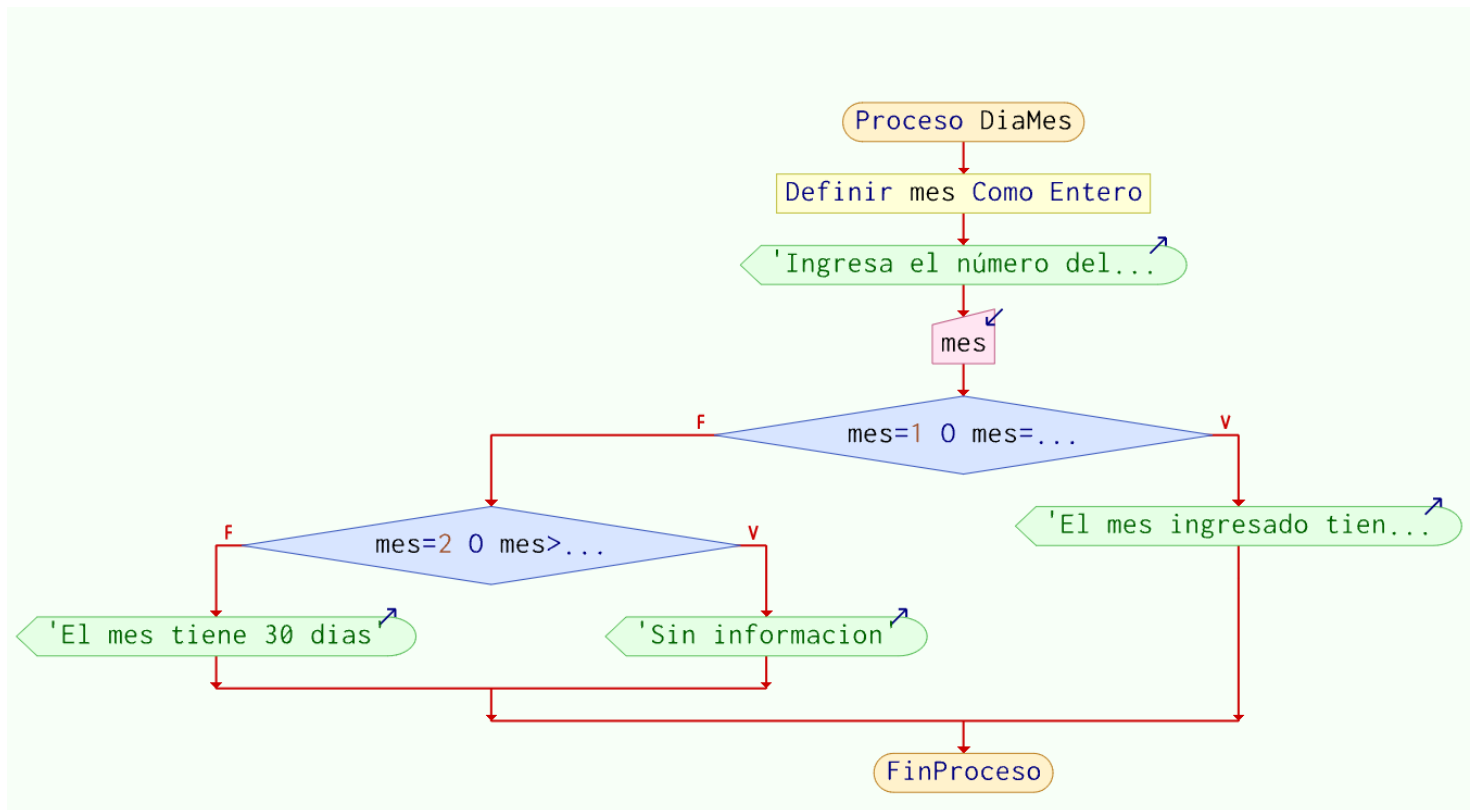 Proceso DiaMes
Definir mes Como Entero
'Ingresa el número del...
mes
mes=1 O mes=...
F
V
'El mes ingresado tien...
mes=2 O mes>...
F
V
'El mes tiene 30 dias'
'Sin informacion'
FinProceso